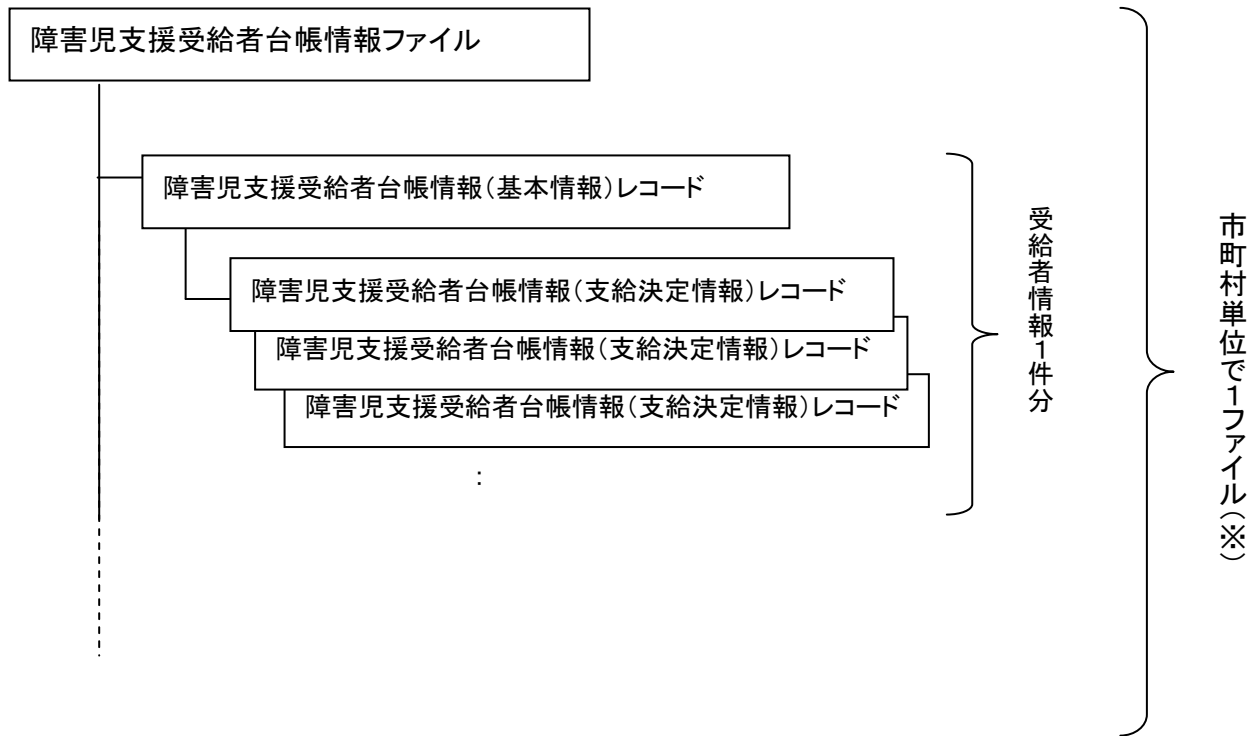 障害児支援受給者台帳情報ファイル
障害児支援受給者台帳情報（基本情報）レコード
障害児支援受給者台帳情報（支給決定情報）レコード
障害児支援受給者台帳情報（支給決定情報）レコード
障害児支援受給者台帳情報（支給決定情報）レコード
：
受給者情報１件分
市町村単位で１ファイル（※）